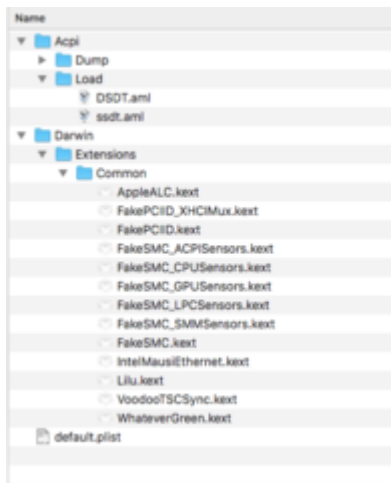 Name
Acpi
Dump
Load
DSDT.aml
ssdt.aml
Darwin
Extensions
Common
AppleALC.kext
FakePCIID_XHCIMux.kext
FakePCIID.kext
FakeSMC_ACPISensors.kext
FakeSMC_CPUSensors.kext
FakeSMC_GPUSensors.kext
FakeSMC_LPCSensors.kext
FakeSMC_SMMSensors.kext
FakeSMC.kext
IntelMausiEthernet.kext
Lilu.kext
VoodooTSCSync.kext
WhateverGreen.kext
default.plist